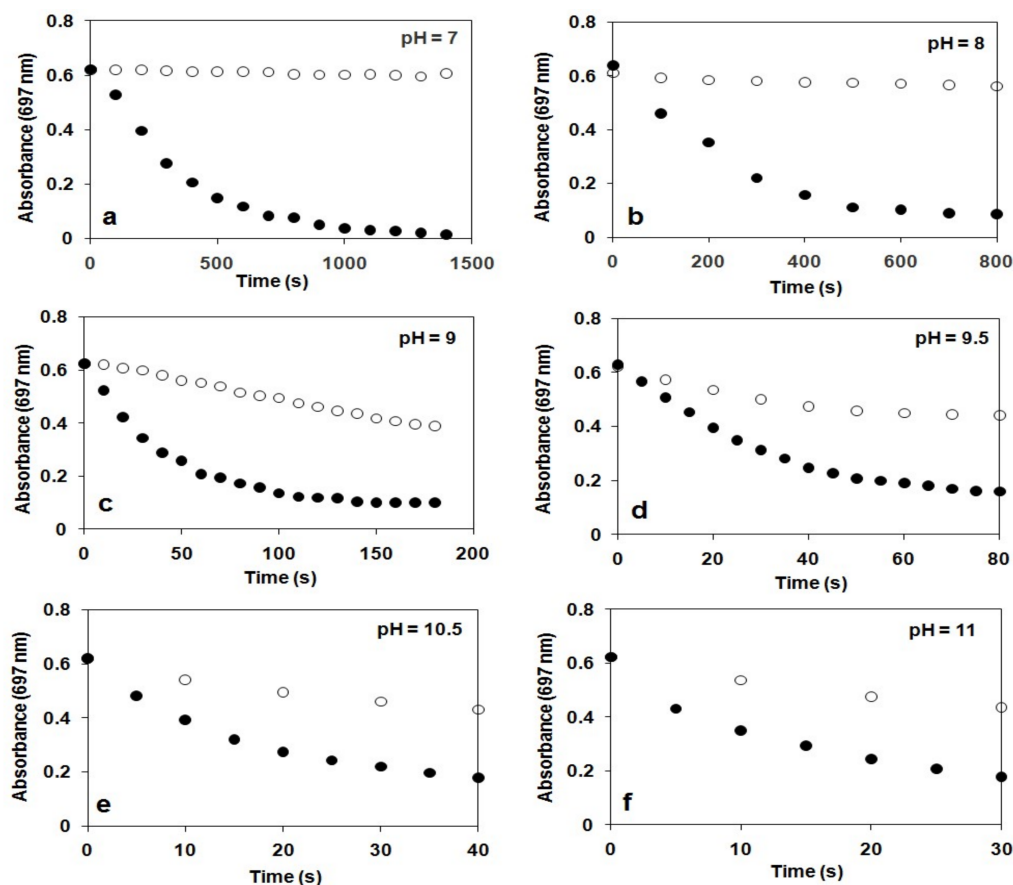 0.8
pH = 7
Absorbance (697 nm)
0.6
0.4
0.2
a
0
0 500 1000 1500
Time (s)
0.8
pH = 8
Absorbance (697 nm)
0.6
0.4
0.2
b
0
0 200 400 600 800
Time (s)
0.8
pH = 9
Absorbance (697 nm)
0.6
0.4
0.2
c
0
0 50 100 150 200
Time (s)
0.8
pH = 9.5
Absorbance (697 nm)
0.6
0.4
0.2
d
0
0 20 40 60 80
Time (s)
0.8
pH = 10.5
Absorbance (697 nm)
0.6
0.4
0.2
e
0
0 10 20 30 40
Time (s)
0.8
pH = 11
Absorbance (697 nm)
0.6
0.4
0.2
f
0
0 10 20 30
Time (s)